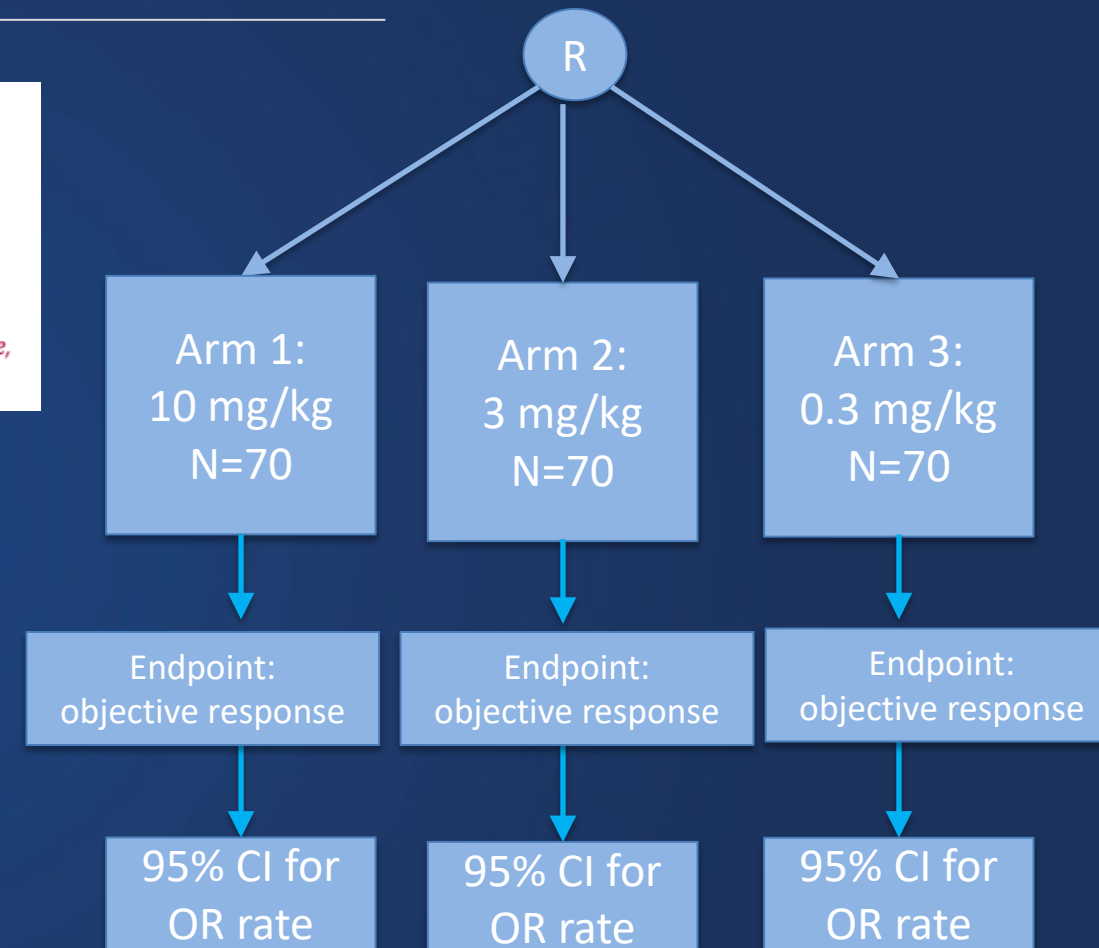 R
Arm 1:
10 mg/kg
N=70
Arm 2:
3 mg/kg
N=70
Arm 3:
0.3 mg/kg
N=70
Endpoint:
objective response
Endpoint:
objective response
Endpoint:
objective response
95% CI for
OR rate
95% CI for
OR rate
95% CI for
OR rate